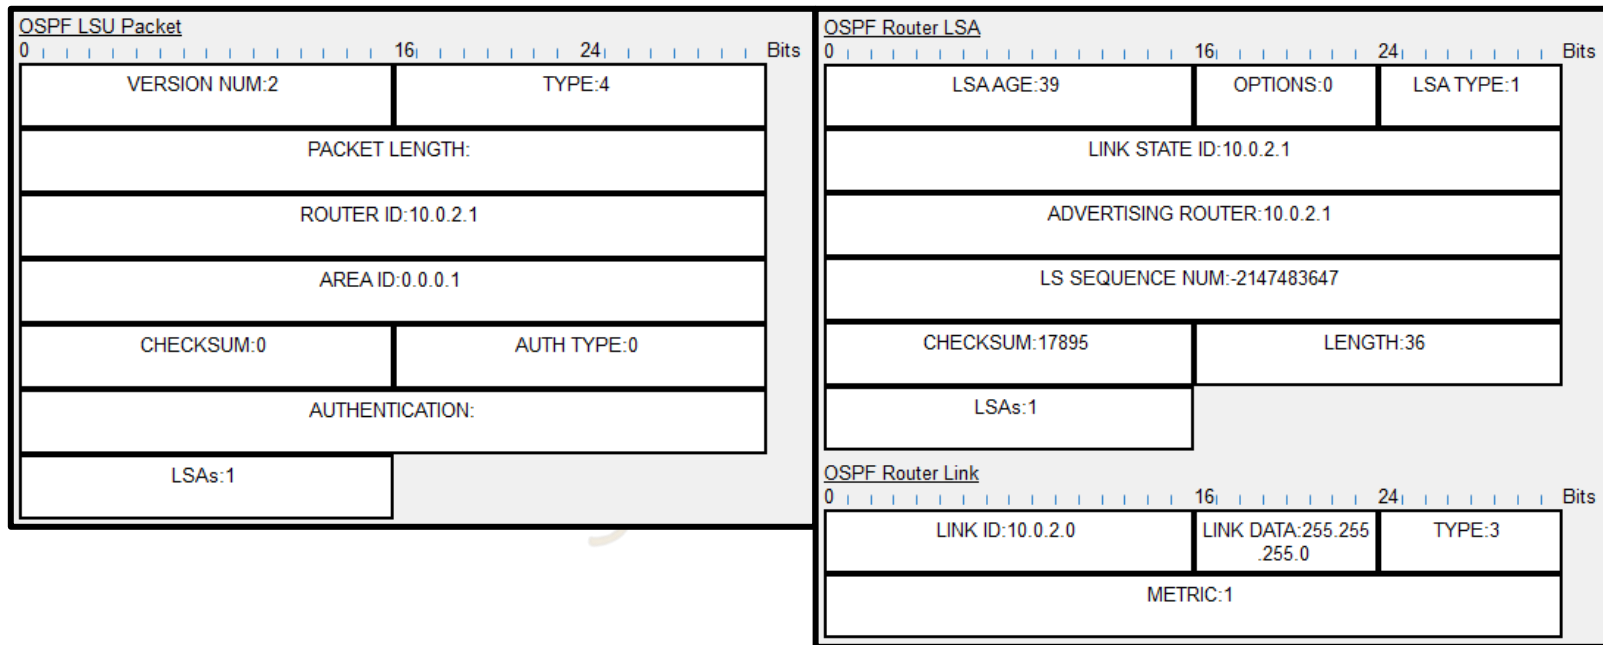 OSPF LSU Packet
0 16 24 Bits
VERSION NUM:2 TYPE:4
PACKET LENGTH:
ROUTER ID:10.0.2.1
AREA ID:0.0.0.1
CHECKSUM:0 AUTH TYPE:0
AUTHENTICATION:
LSAs:1
OSPF Router LSA
0 16 24 Bits
LSA AGE:39 OPTIONS:0 LSA TYPE:1
LINK STATE ID:10.0.2.1
ADVERTISING ROUTER:10.0.2.1
LS SEQUENCE NUM:-2147483647
CHECKSUM:17895 LENGTH:36
LSAs:1
OSPF Router Link
0 16 24 Bits
LINK ID:10.0.2.0 LINK DATA:255.255 TYPE:3
.255.0
METRIC:1